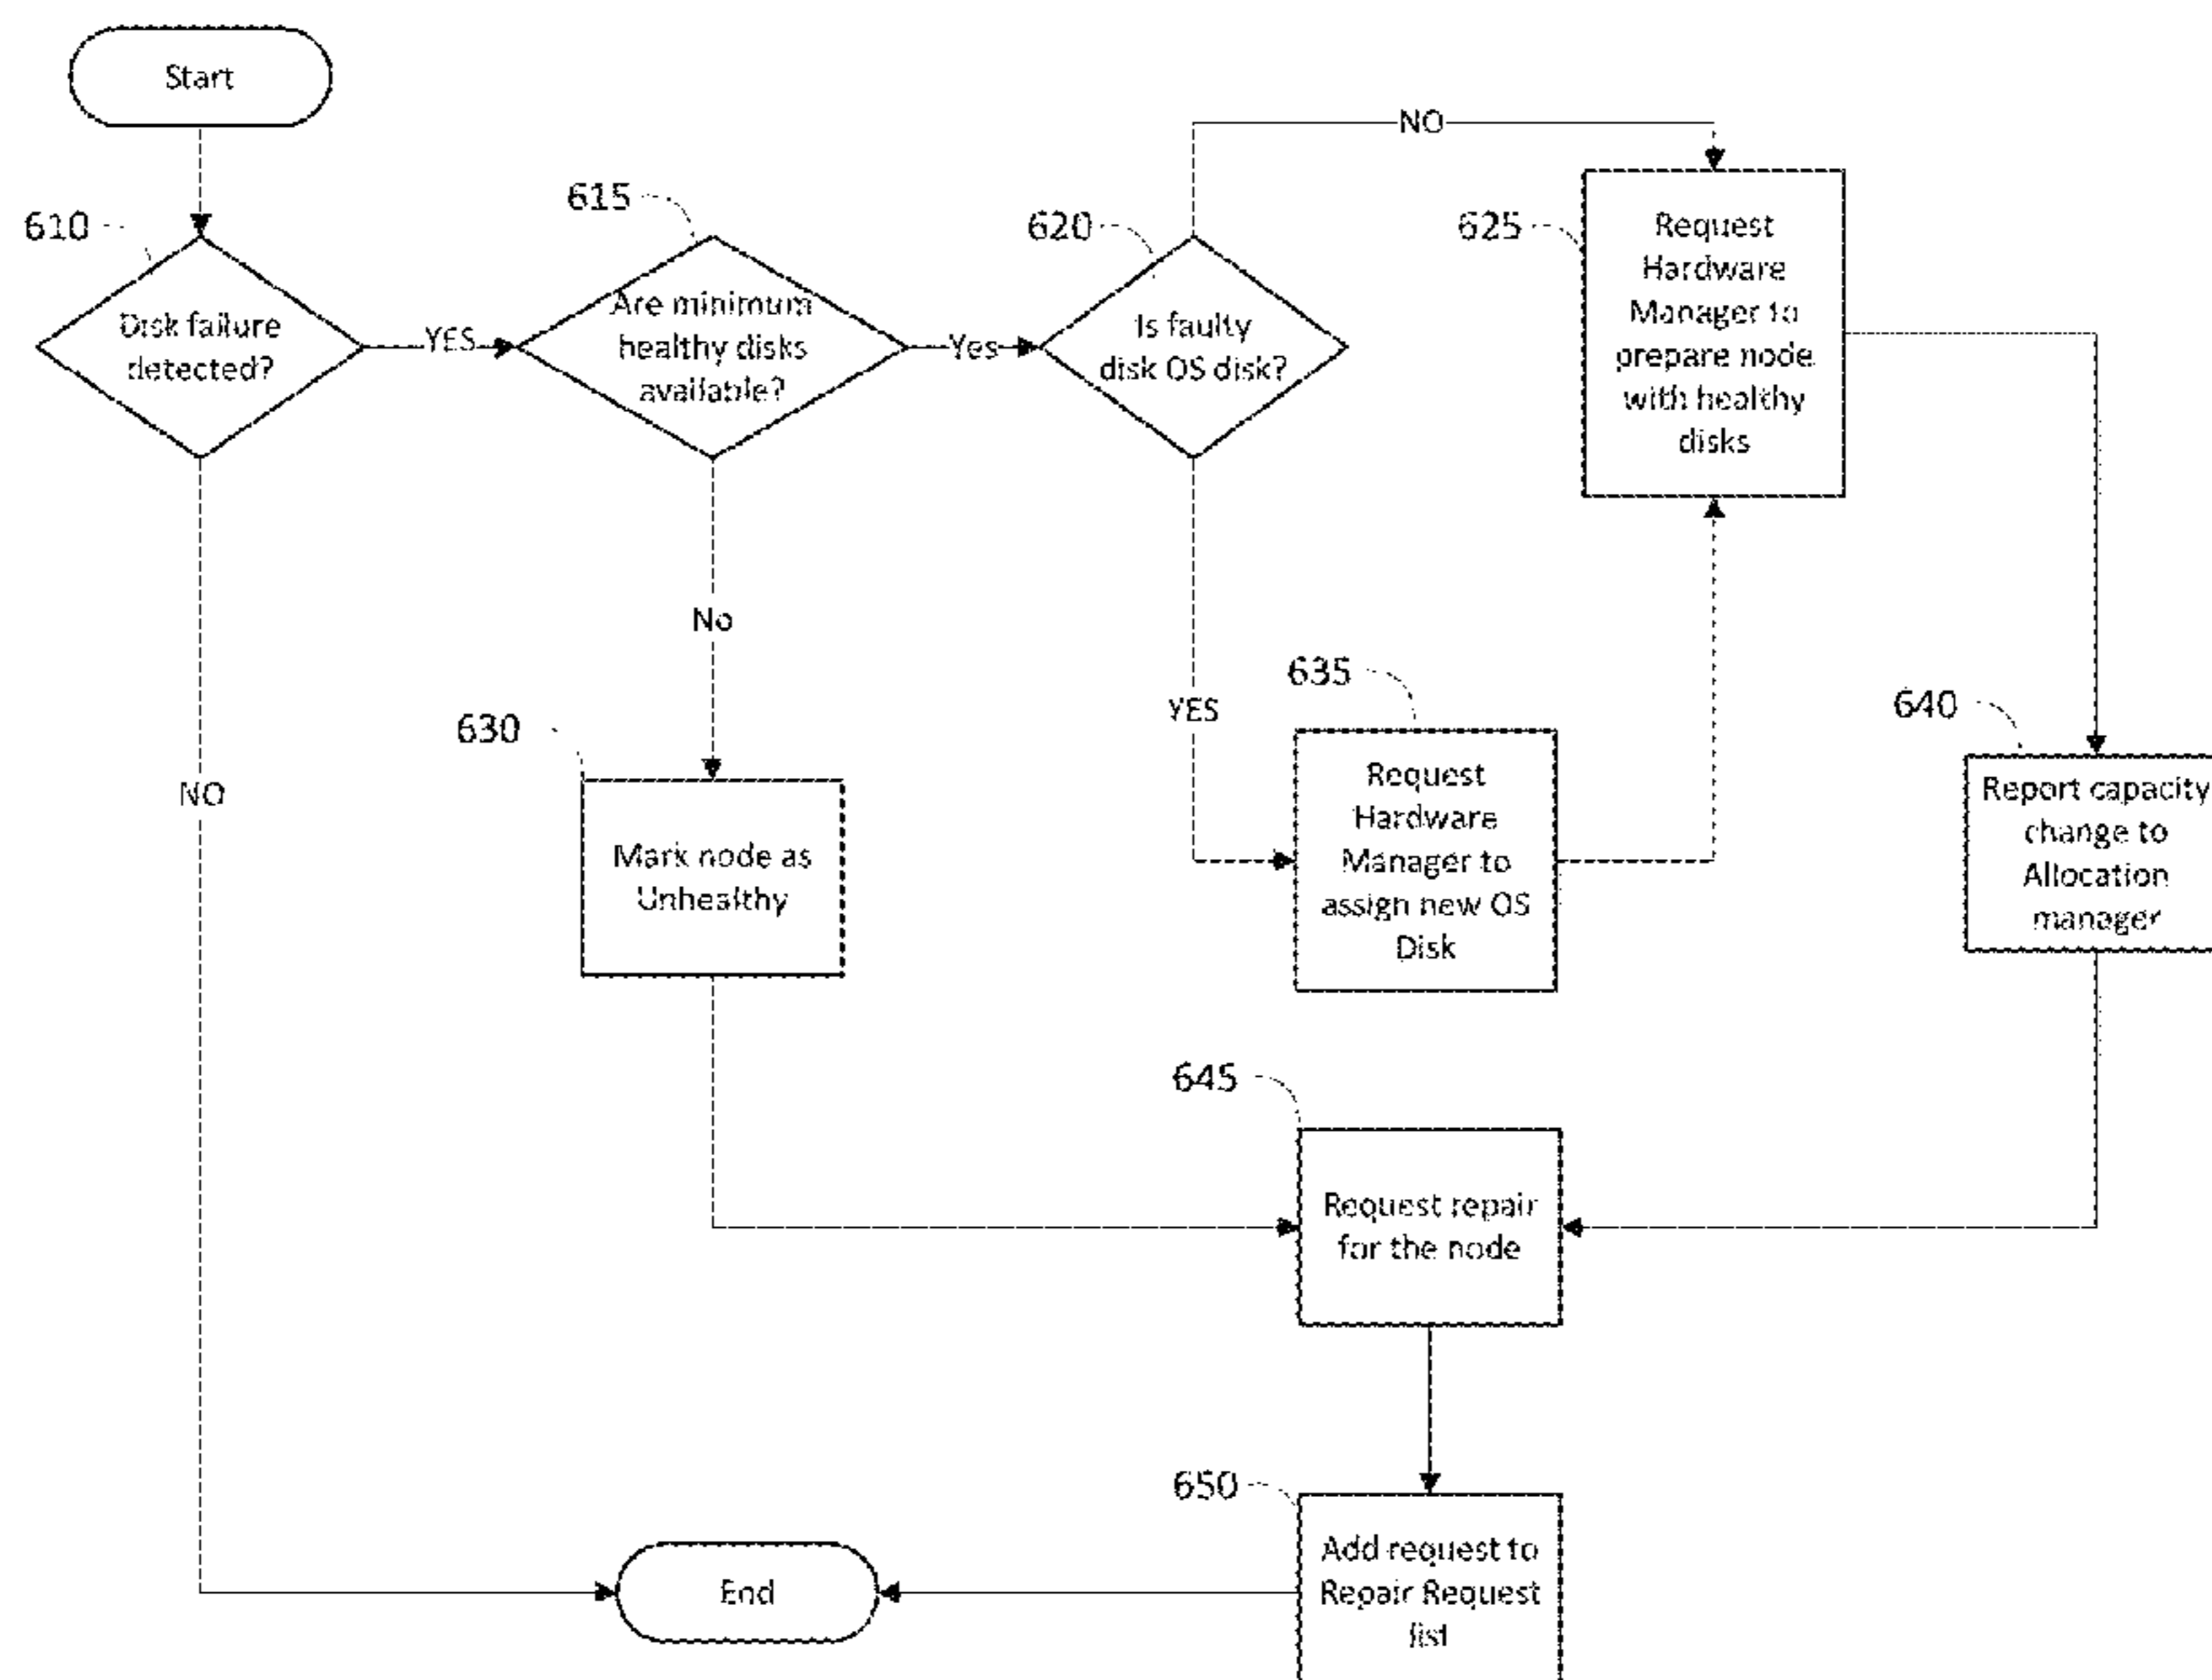 Start
610
Disk failure
detected?
YES
615
Are minimum
healthy disks
available?
Yes
620
Is faulty
disk OS disk?
NO
625
Request
Hardware
Manager to
prepare node
with healthy
disks
No
630
Mark node as
Unhealthy
YES
635
Request
Hardware
Manager to
assign new OS
Disk
640
Report capacity
change to
Allocation
manager
NO
645
Request repair
for the node
650
Add request to
Repair Request
list
End